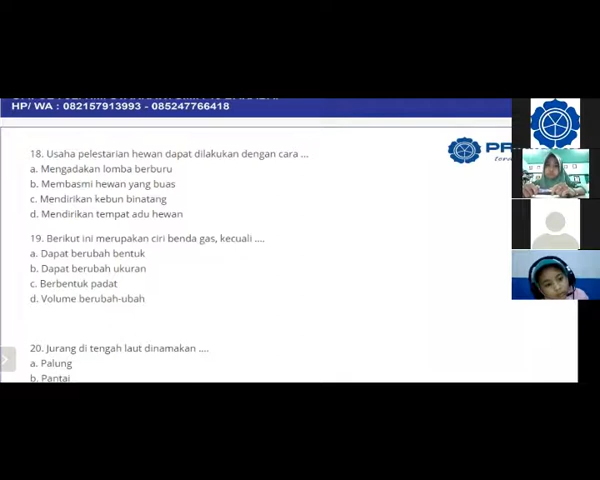 HP/ WA : 082157913993 - 085247766418
18. Usaha pelestarian hewan dapat dilakukan dengan cara ...
a. Mengadakan lomba berburu
b. Membasmi hewan yang buas
c. Mendirikan kebun binatang
d. Mendirikan tempat adu hewan
19. Berikut ini merupakan ciri benda gas, kecuali ....
a. Dapat berubah bentuk
b. Dapat berubah ukuran
c. Berbentuk padat
d. Volume berubah-ubah
20. Jurang di tengah laut dinamakan ....
a. Palung
b. Pantai